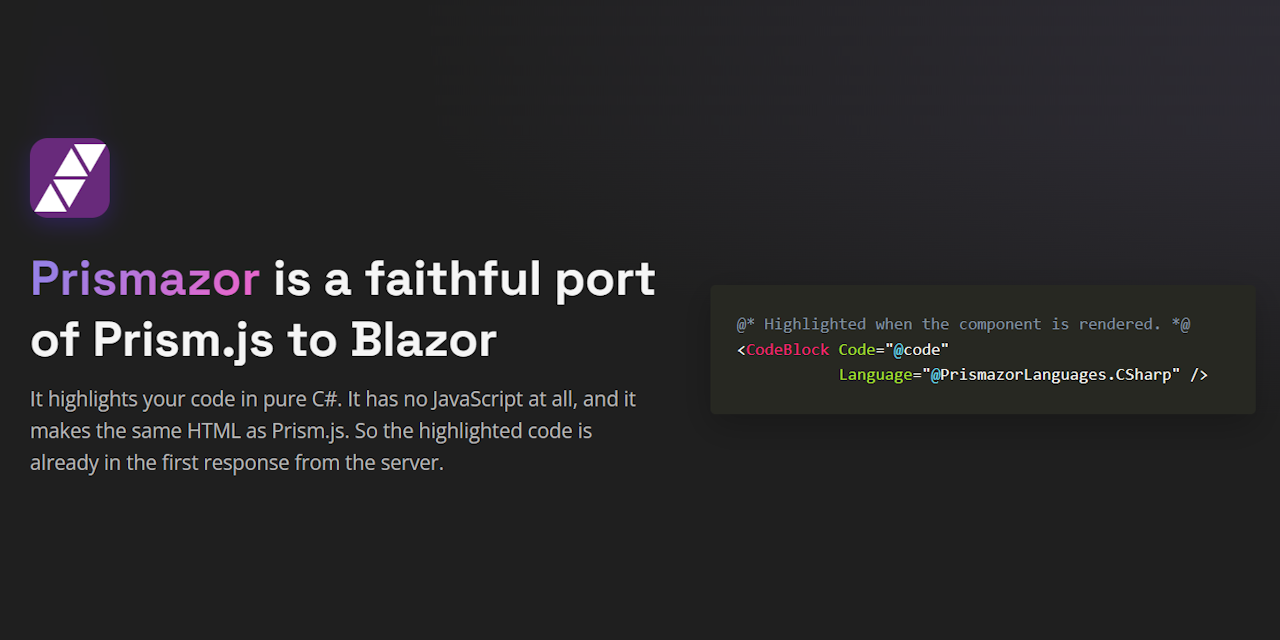 Prismazor is a faithful port
of Prism.js to Blazor
It highlights your code in pure C#. It has no JavaScript at all, and it
makes the same HTML as Prism.js. So the highlighted code is
already in the first response from the server.
@* Highlighted when the component is rendered. *@
<CodeBlock Code="@code"
Language="@PrismazorLanguages.CSharp" />